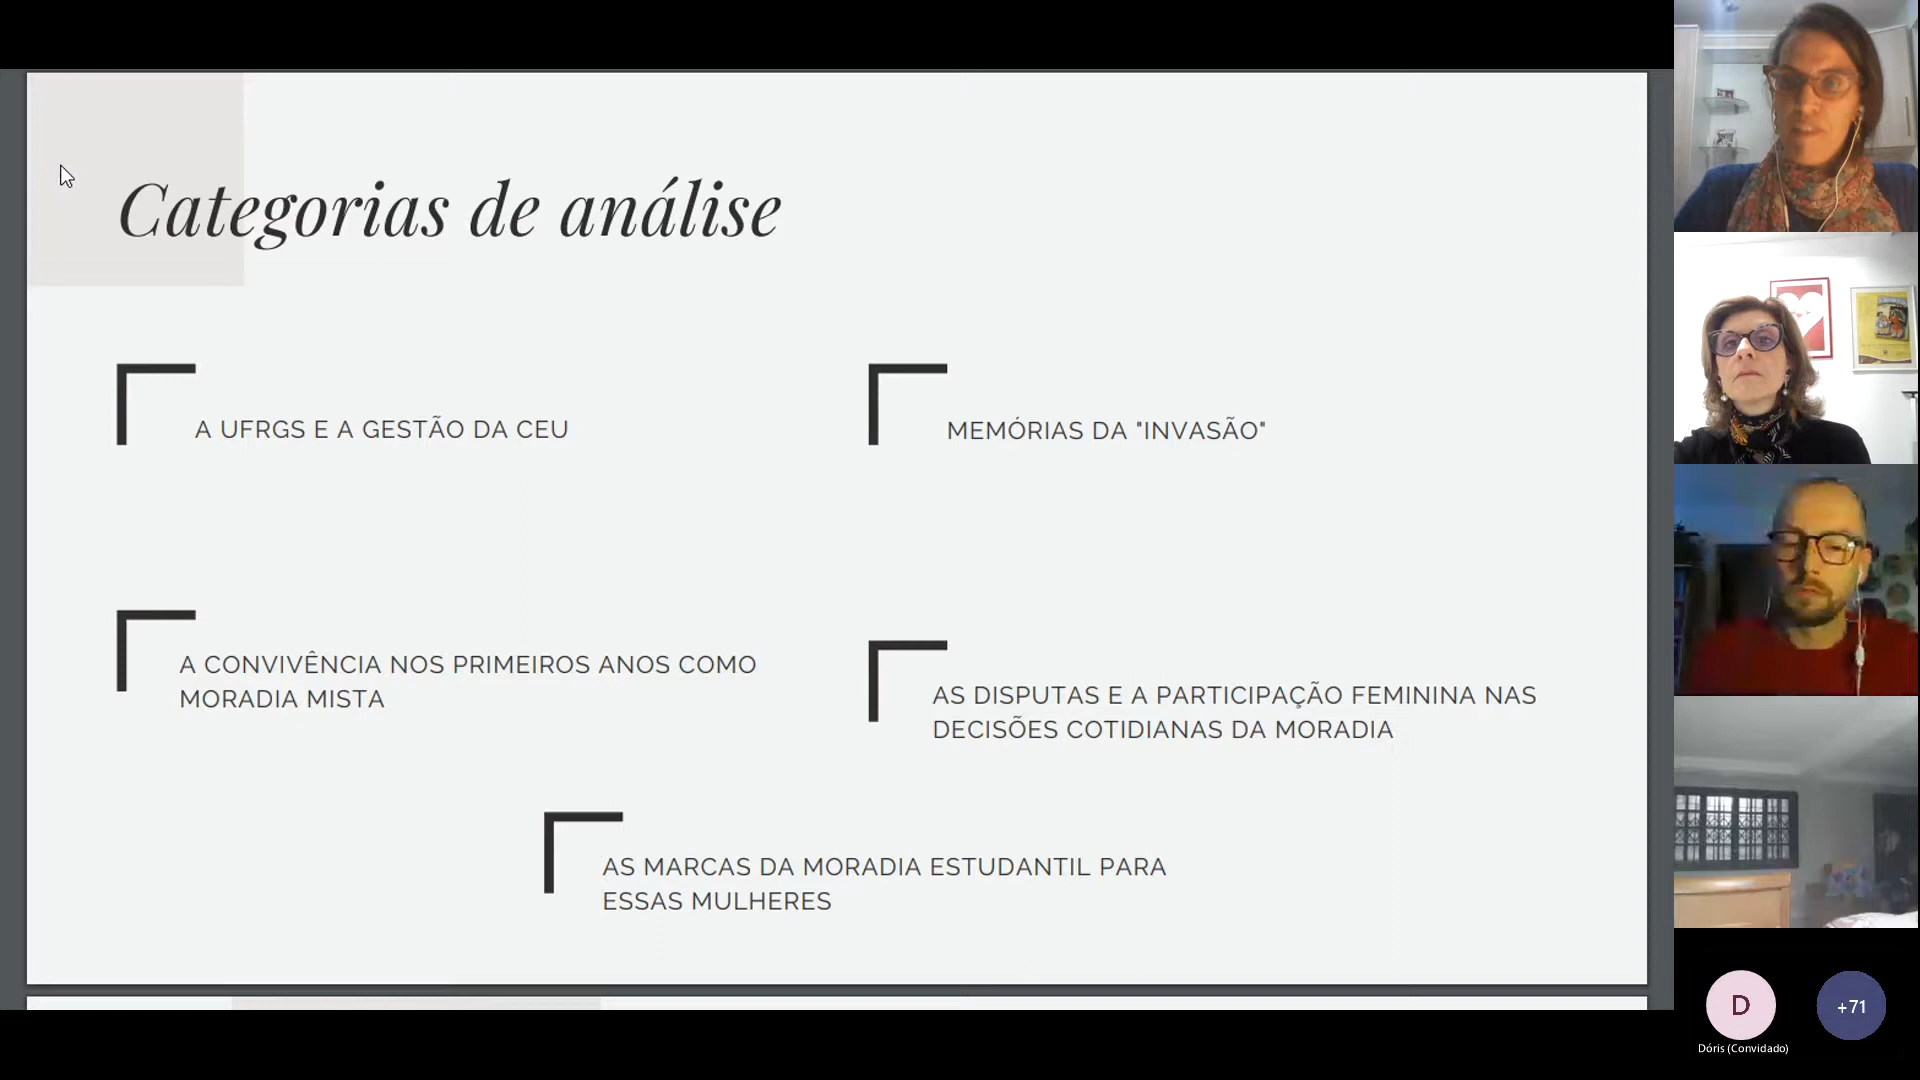 Categorias de análise
A UFRGS E A GESTÃO DA CEU
MEMÓRIAS DA "INVASÃO"
A CONVIVÊNCIA NOS PRIMEIROS ANOS COMO
MORADIA MISTA
AS DISPUTAS E A PARTICIPAÇÃO FEMININA NAS
DECISÕES COTIDIANAS DA MORADIA
AS MARCAS DA MORADIA ESTUDANTIL PARA
ESSAS MULHERES
D
+71
Dóris (Convidado)